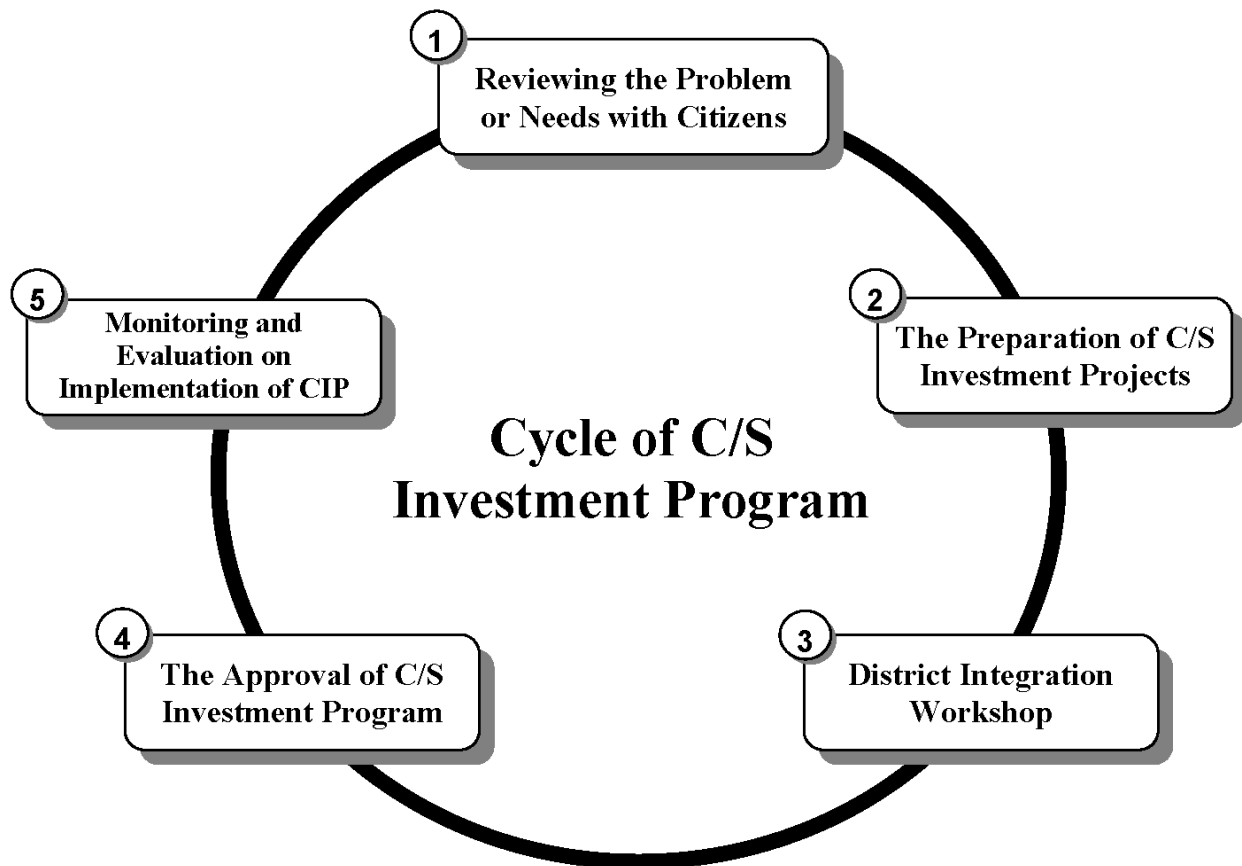 1
Reviewing the Problem
or Needs with Citizens
2
The Preparation of C/S
Investment Projects
3
District Integration
Workshop
4
The Approval of C/S
Investment Program
5
Monitoring and
Evaluation on
Implementation of CIP
Cycle of C/S
Investment Program